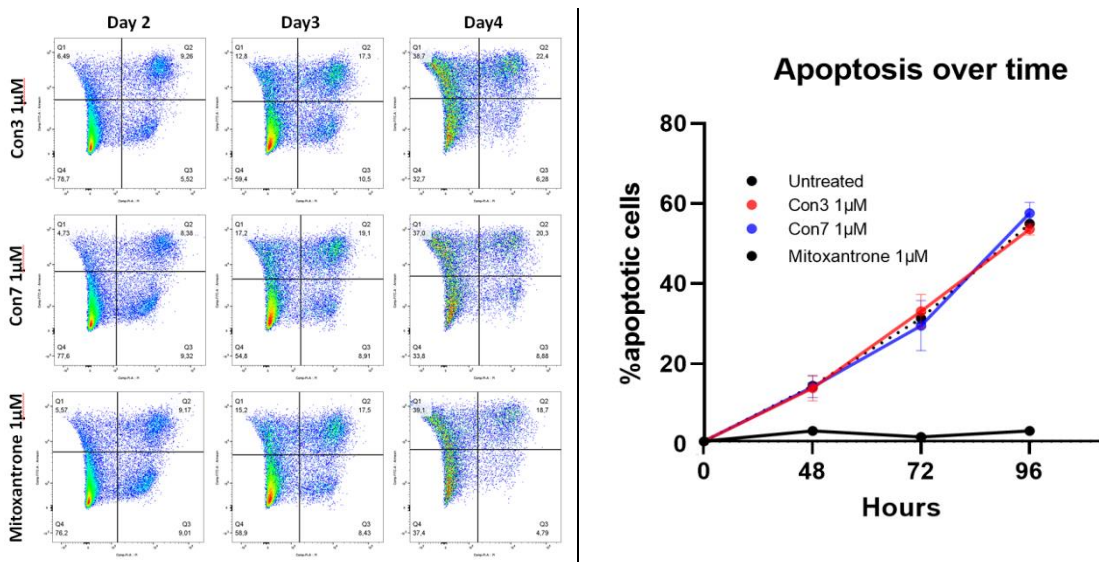 Day 2
Day3
Day4
Con3 1µM
Q1
6,49
Q2
9,26
Q4
78,7
Q3
5,52
Q1
12,8
Q2
17,3
Q4
59,4
Q3
10,5
Q1
38,7
Q2
22,4
Q4
32,7
Q3
6,28
Con7 1µM
Q1
4,73
Q2
8,38
Q4
77,6
Q3
9,32
Q1
17,2
Q2
19,1
Q4
54,8
Q3
8,91
Q1
37,0
Q2
20,3
Q4
33,8
Q3
8,88
Mitoxantrone 1µM
Q1
5,57
Q2
9,17
Q4
76,2
Q3
9,01
Q1
15,2
Q2
17,5
Q4
58,9
Q3
8,43
Q1
39,1
Q2
18,7
Q4
37,4
Q3
4,79
Apoptosis over time
%apoptotic cells
80
60
40
20
0
Untreated
Con3 1µM
Con7 1µM
Mitoxantrone 1µM
0
48
72
96
Hours